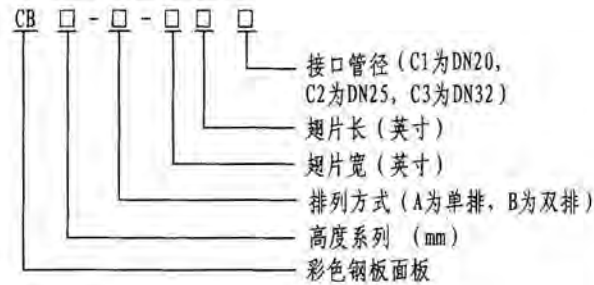 CB □-□-□□ □
接口管径(C1为DN20,
C2为DN25, C3为DN32)
翅片长(英寸)
翅片宽(英寸)
排列方式(A为单排、B为双排)
高度系列 (mm)
彩色钢板面板